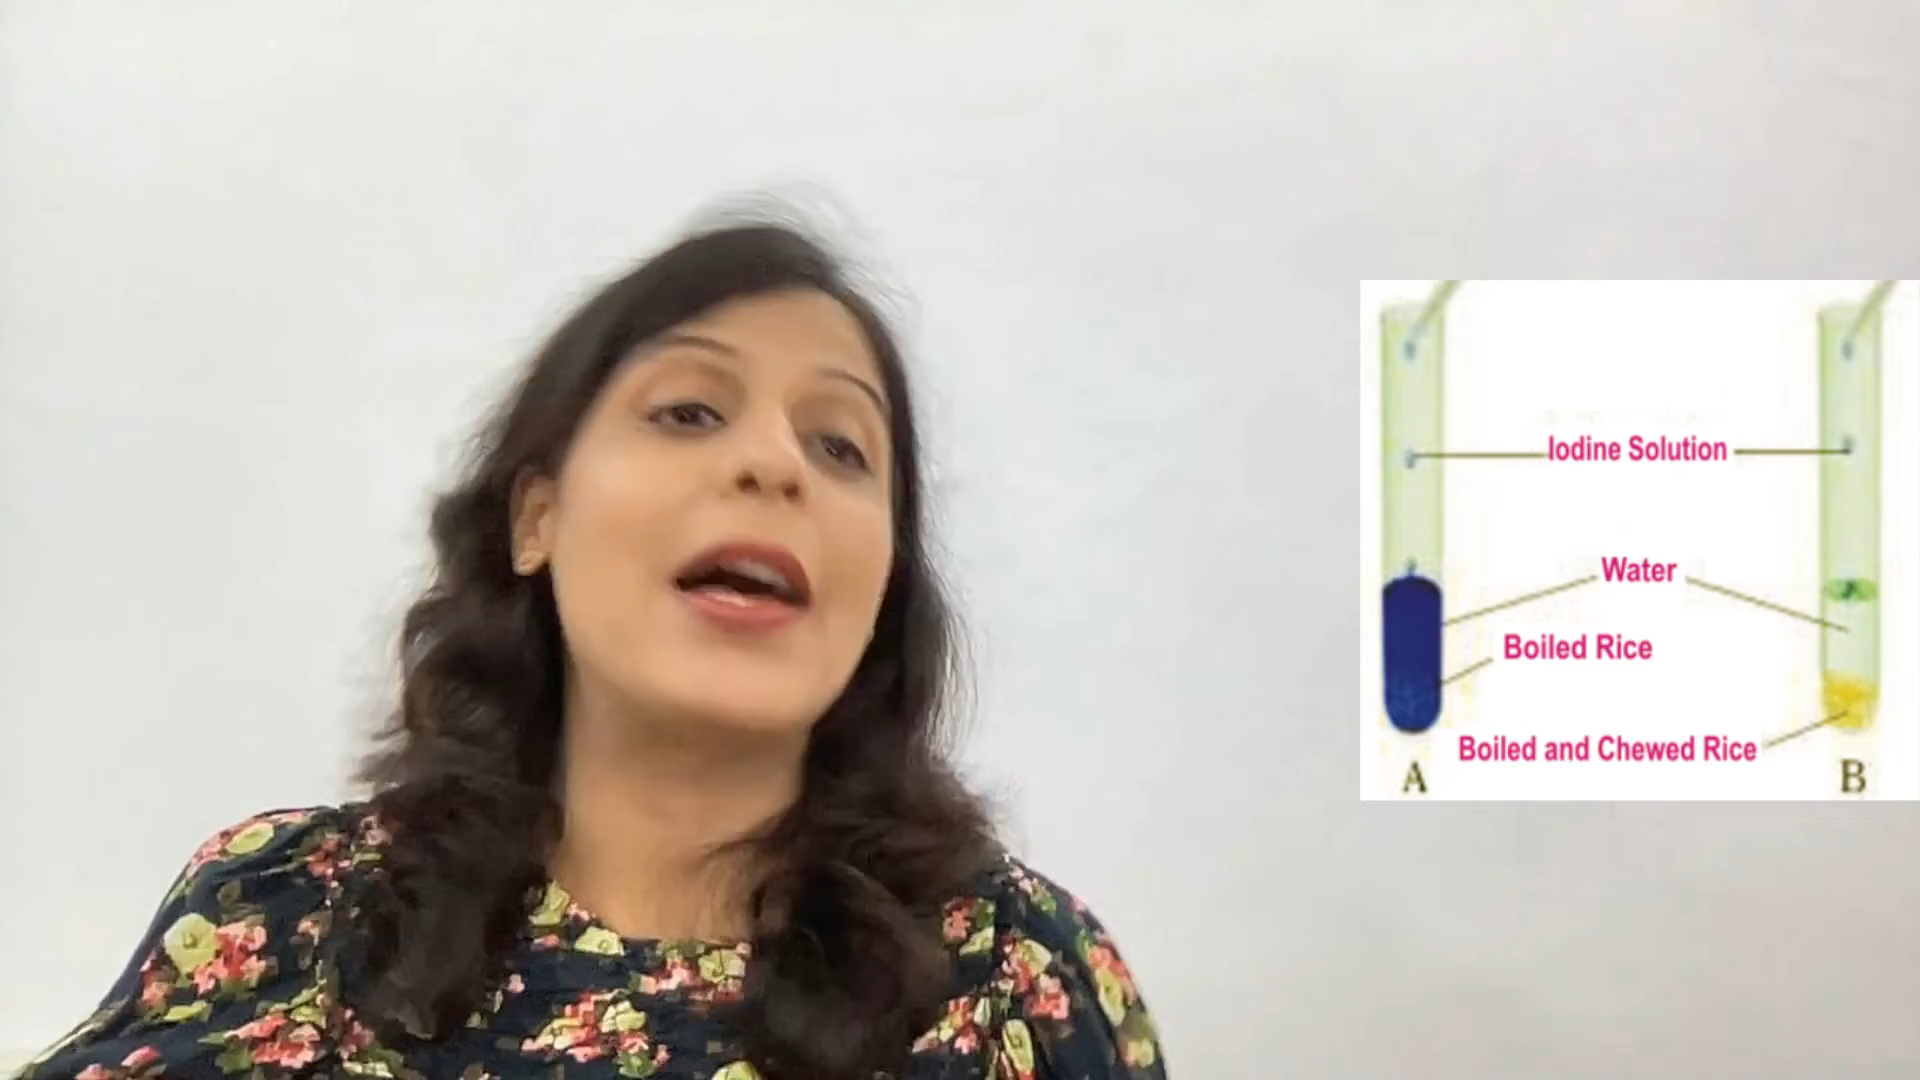 Iodine Solution
Water
Boiled Rice
Boiled and Chewed Rice
A
B